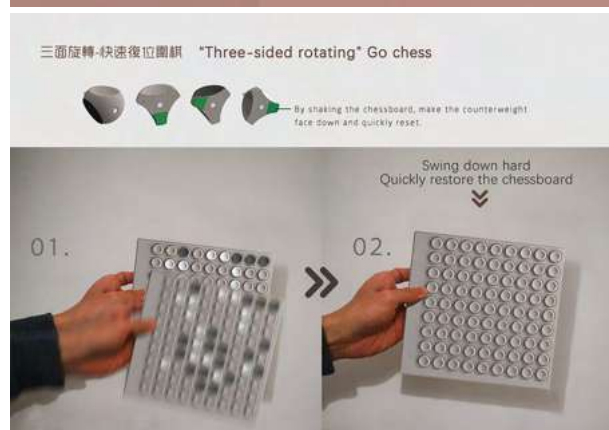 三面旋轉-快速復位圍棋 "Three-sided rotating" Go chess
By shaking the chessboard, make the counterweight
face down and quickly reset.
Swing down hard
Quickly restore the chessboard
01.
02.